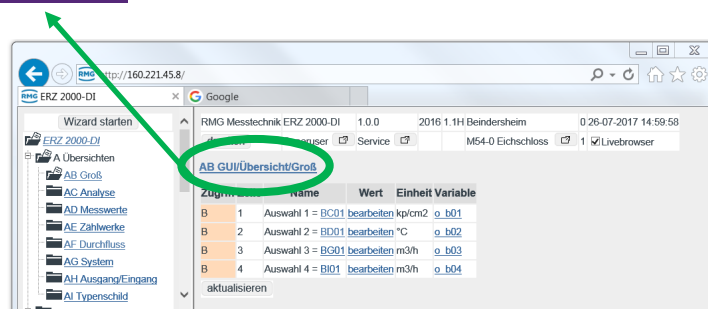 RMG http://160.221.45.8/
RMG ERZ 2000-DI × G Google
Wizard starten
ERZ 2000-DI
A Übersichten
AB Groß
AC Analyse
AD Messwerte
AE Zählwerke
AF Durchfluss
AG System
AH Ausgang/Eingang
AI Typenschild
RMG Messtechnik ERZ 2000-DI 1.0.0 2016 1.1H Beindersheim 0 26-07-2017 14:59:58
Service M54-0 Eichschloss 1 Livebrowser
AB GUI/Übersicht/Groß
Name Wert Einheit Variable
B 1 Auswahl 1 = BC01 bearbeiten kp/cm2 o_b01
B 2 Auswahl 2 = BD01 bearbeiten °C o_b02
B 3 Auswahl 3 = BG01 bearbeiten m3/h o_b03
B 4 Auswahl 4 = BI01 bearbeiten m3/h o_b04
aktualisieren